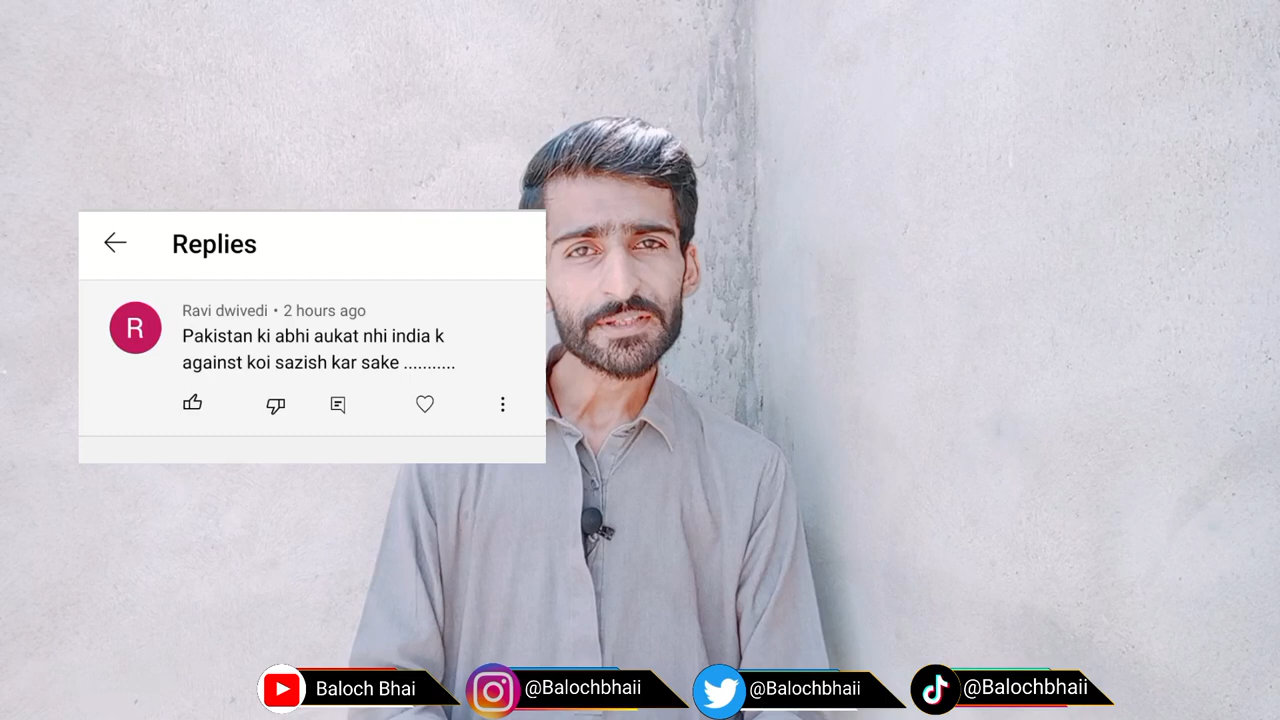 Replies
Ravi dwivedi • 2 hours ago
Pakistan ki abhi aukat nhi india k
against koi sazish kar sake ...........
R
Baloch Bhai
@Balochbhaii
@Balochbhaii
@Balochbhaii